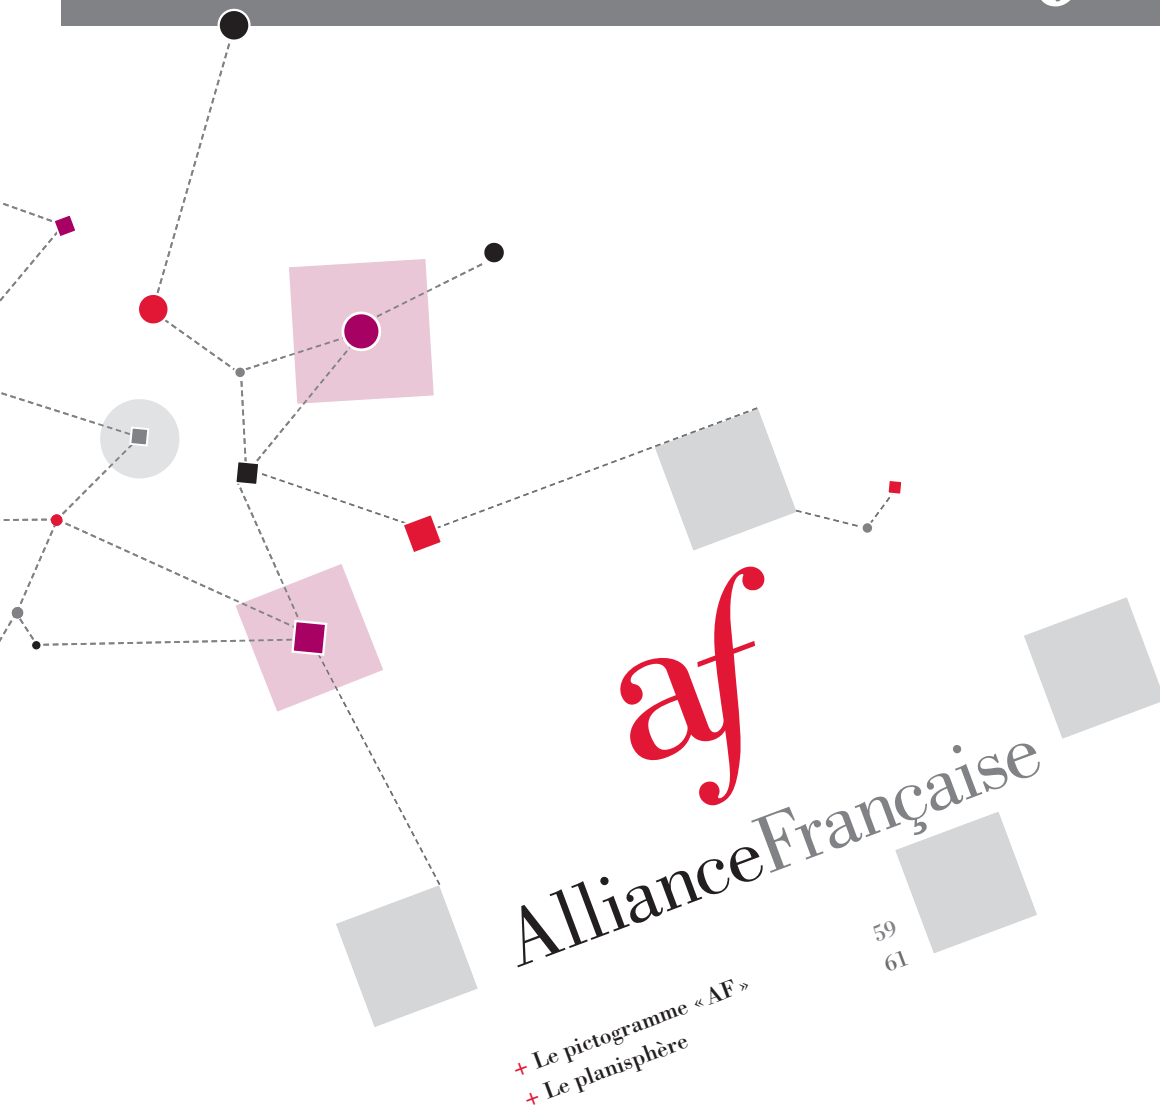 af
AllianceFrançaise
+ Le pictogramme « AF » 59
+ Le planisphère 61